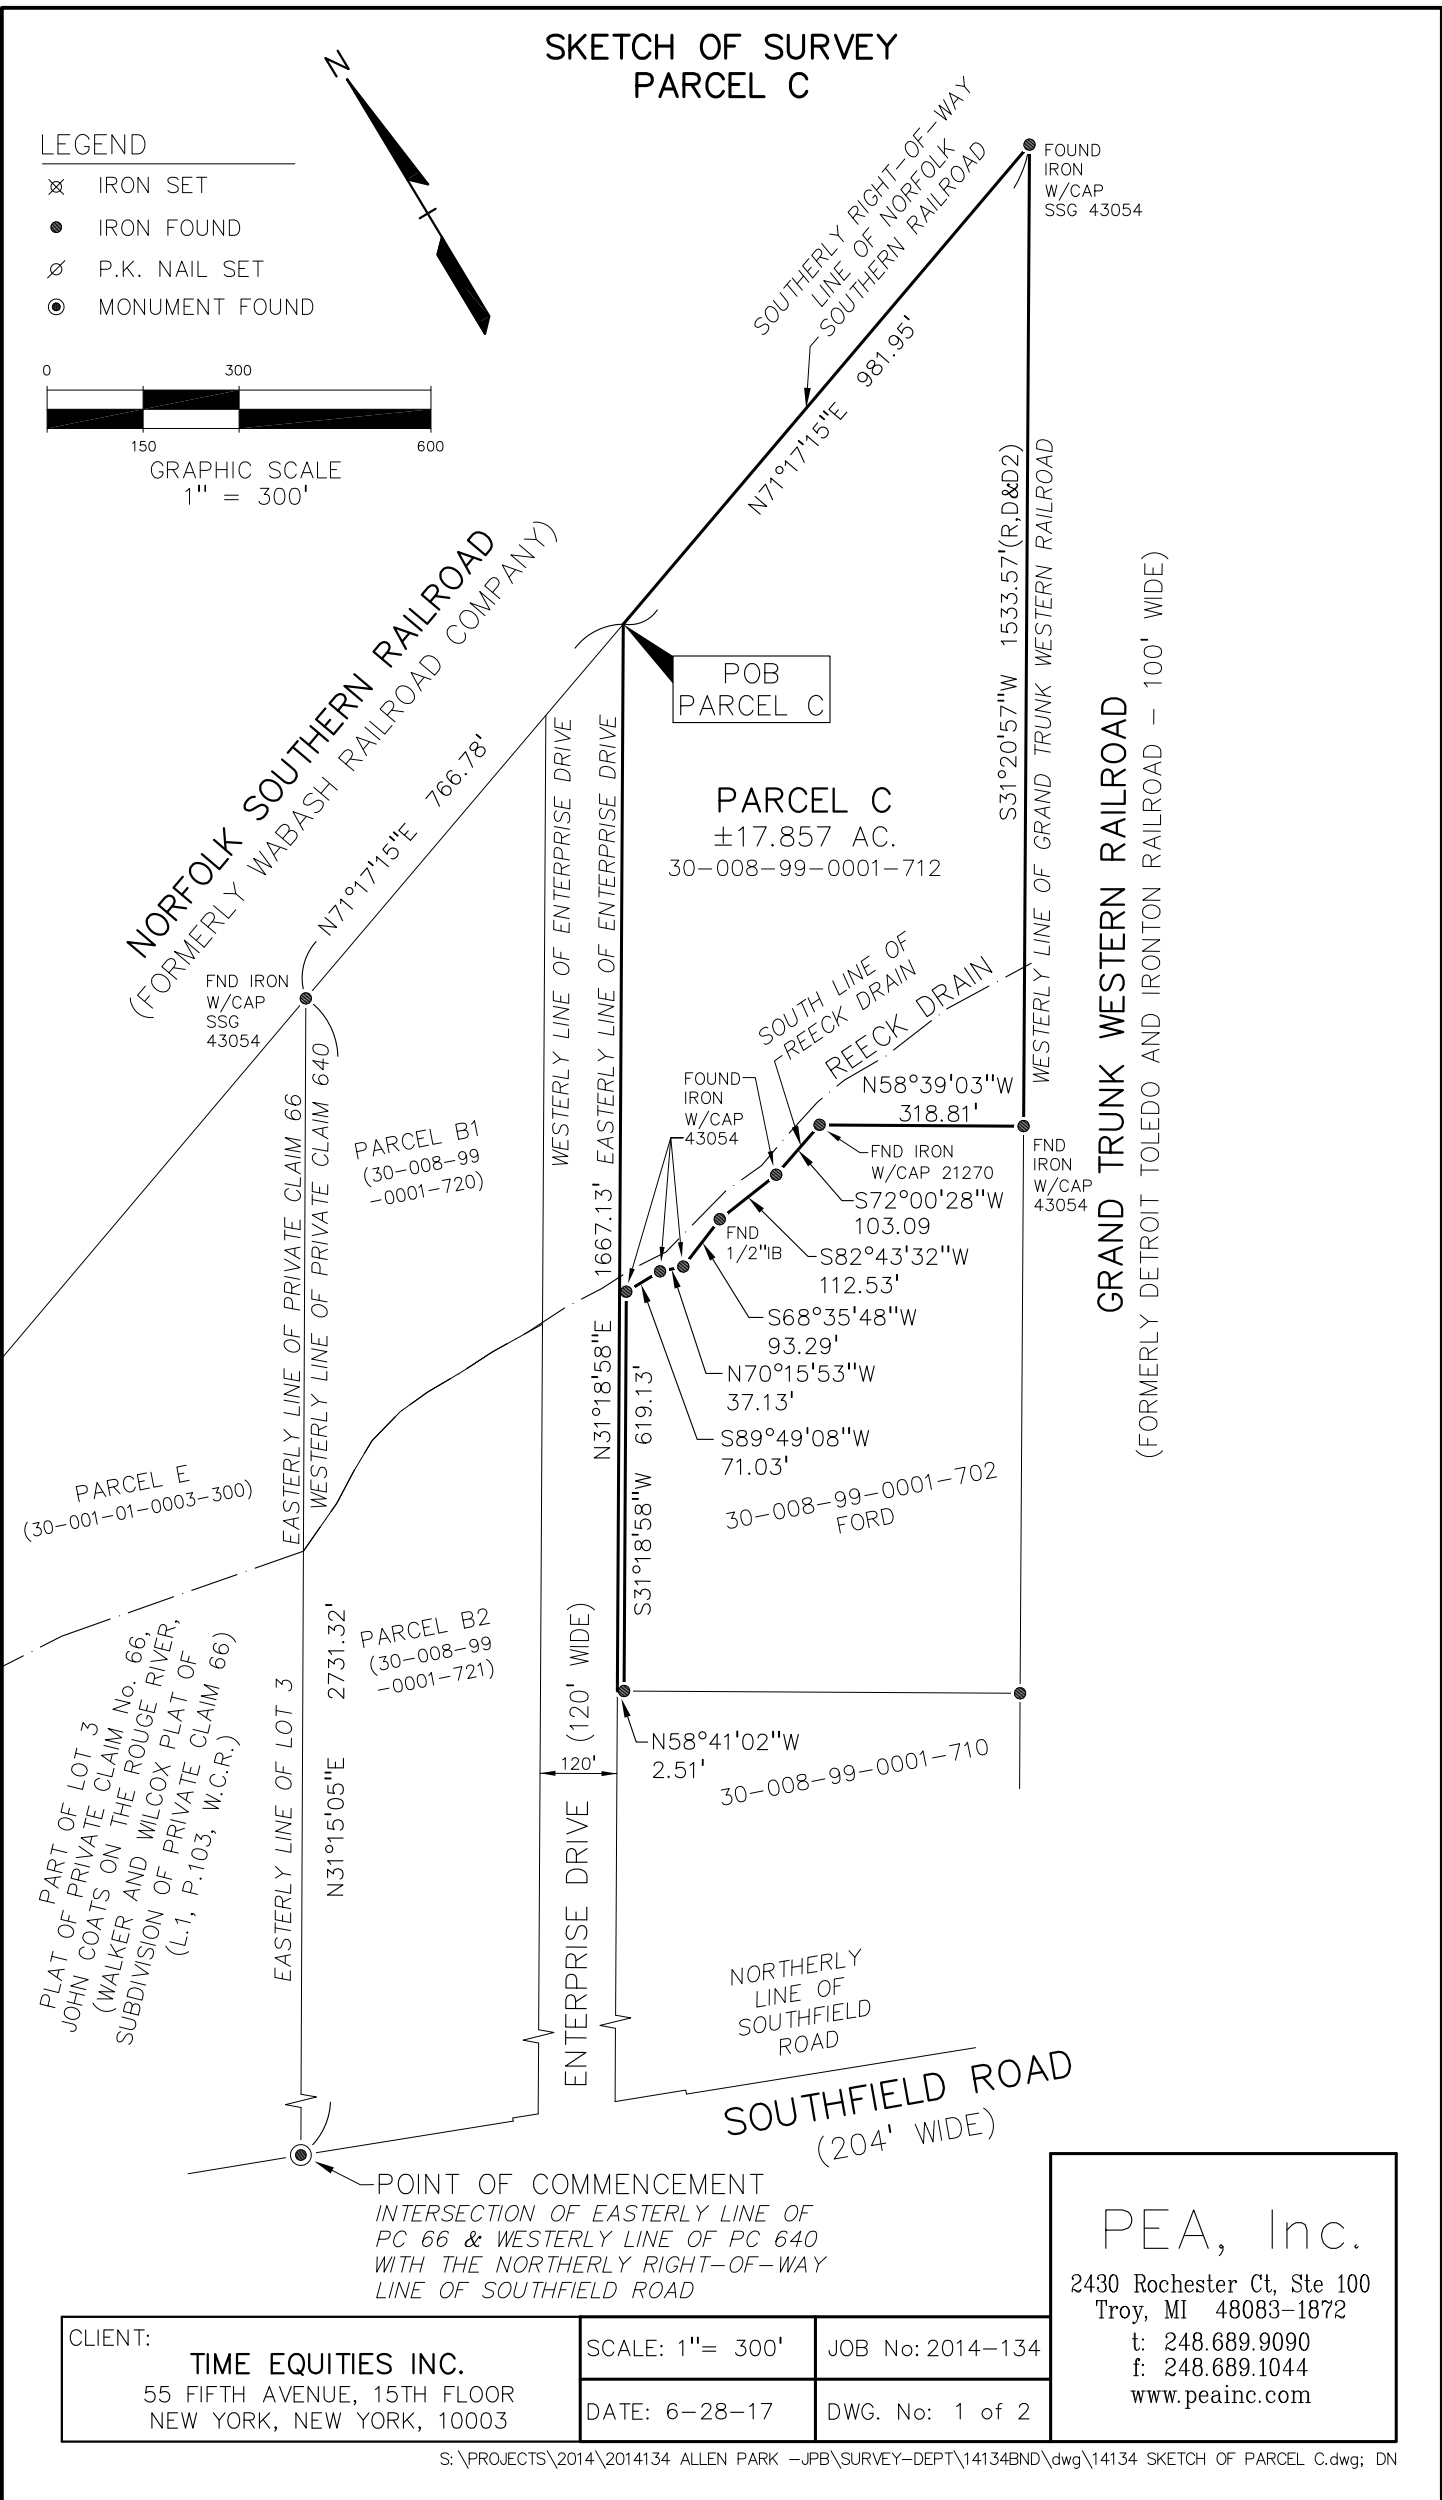 SKETCH OF SURVEY
PARCEL C
N
LEGEND
IRON SET
IRON FOUND
P.K. NAIL SET
MONUMENT FOUND
0
300
150
600
GRAPHIC SCALE
1" = 300'
SOUTHERLY RIGHT-OF-WAY
LINE OF NORFOLK
SOUTHERN RAILROAD
FOUND
IRON
W/CAP
SSG 43054
N71°17'15"E 981.95'
S31°20'57"W 1533.57'(R,D&D2)
WESTERLY LINE OF GRAND TRUNK WESTERN RAILROAD
GRAND TRUNK WESTERN RAILROAD
(FORMERLY DETROIT TOLEDO AND IRONTON RAILROAD - 100' WIDE)
NORFOLK SOUTHERN RAILROAD
(FORMERLY WABASH RAILROAD COMPANY)
N71°17'15"E 766.78'
POB
PARCEL C
PARCEL C
±17.857 AC.
30-008-99-0001-712
WESTERLY LINE OF ENTERPRISE DRIVE
N31°18'58"E 1667.13' EASTERLY LINE OF ENTERPRISE DRIVE
FND IRON
W/CAP
SSG
43054
EASTERLY LINE OF PRIVATE CLAIM 66
WESTERLY LINE OF PRIVATE CLAIM 640
PARCEL B1
(30-008-99
-0001-720)
SOUTH LINE OF
REECK DRAIN
REECK DRAIN
FOUND
IRON
W/CAP
43054
N58°39'03"W
318.81'
FND IRON
W/CAP 21270
FND
IRON
W/CAP
43054
S72°00'28"W
103.09
FND
1/2"IB
S82°43'32"W
112.53'
S68°35'48"W
93.29'
N70°15'53"W
37.13'
S89°49'08"W
71.03'
S31°18'58"W 619.13'
30-008-99-0001-702
FORD
PARCEL E
(30-001-01-0003-300)
PARCEL B2
(30-008-99
-0001-721)
N31°15'05"E 2731.32'
EASTERLY LINE OF LOT 3
PART OF LOT 3
PLAT OF PRIVATE CLAIM No. 66,
JOHN COATS ON THE ROUGE RIVER,
(WALKER AND WILCOX PLAT OF
SUBDIVISION OF PRIVATE CLAIM 66)
(L.1, P.103, W.C.R.)
120'
ENTERPRISE DRIVE (120' WIDE)
N58°41'02"W
2.51'
30-008-99-0001-710
NORTHERLY
LINE OF
SOUTHFIELD
ROAD
SOUTHFIELD ROAD
(204' WIDE)
POINT OF COMMENCEMENT
INTERSECTION OF EASTERLY LINE OF
PC 66 & WESTERLY LINE OF PC 640
WITH THE NORTHERLY RIGHT-OF-WAY
LINE OF SOUTHFIELD ROAD
PEA, Inc.
2430 Rochester Ct, Ste 100
Troy, MI 48083-1872
t: 248.689.9090
f: 248.689.1044
www.peainc.com
CLIENT:
TIME EQUITIES INC.
55 FIFTH AVENUE, 15TH FLOOR
NEW YORK, NEW YORK, 10003
SCALE: 1"= 300'
JOB No: 2014-134
DATE: 6-28-17
DWG. No: 1 of 2
S:\PROJECTS\2014\2014134 ALLEN PARK -JPB\SURVEY-DEPT\14134BND\dwg\14134 SKETCH OF PARCEL C.dwg; DN